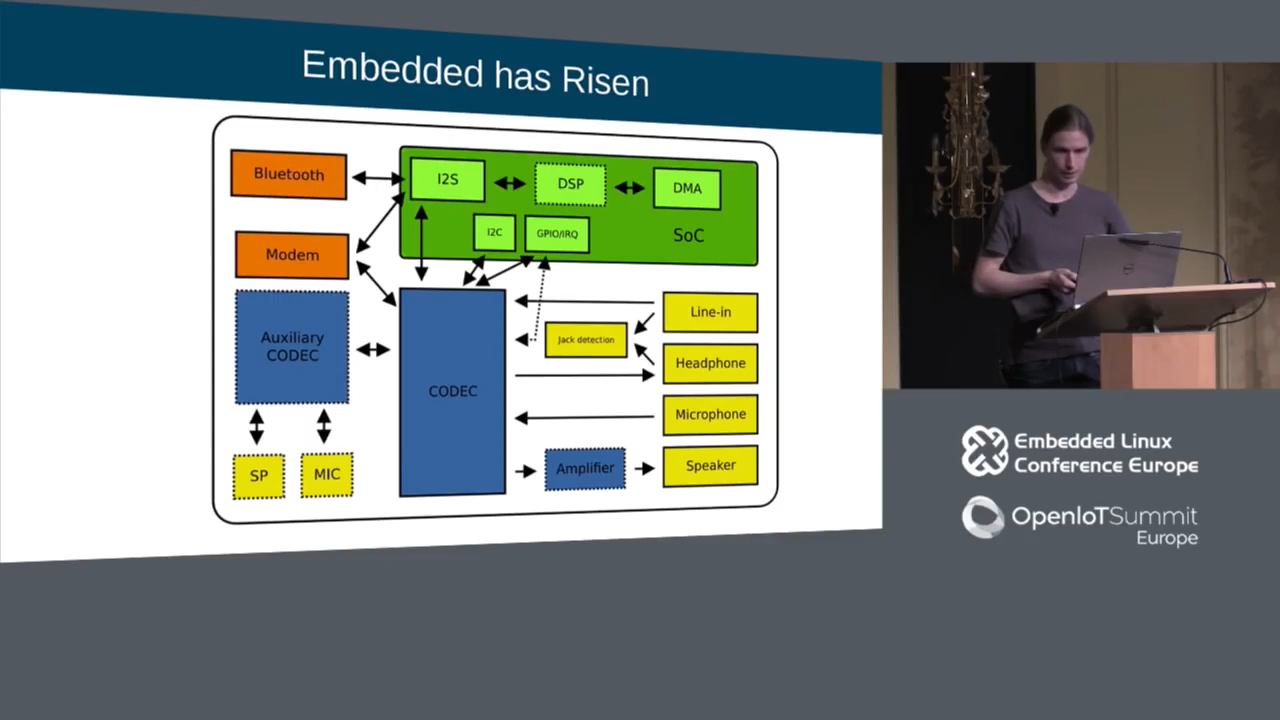 Embedded has Risen
Bluetooth
I2S
DSP
DMA
I2C
GPIO/IRQ
SoC
Modem
Auxiliary
CODEC
CODEC
Line-in
Jack detection
Headphone
Microphone
SP
MIC
Amplifier
Speaker
Embedded Linux
Conference Europe
OpenIoTSummit
Europe